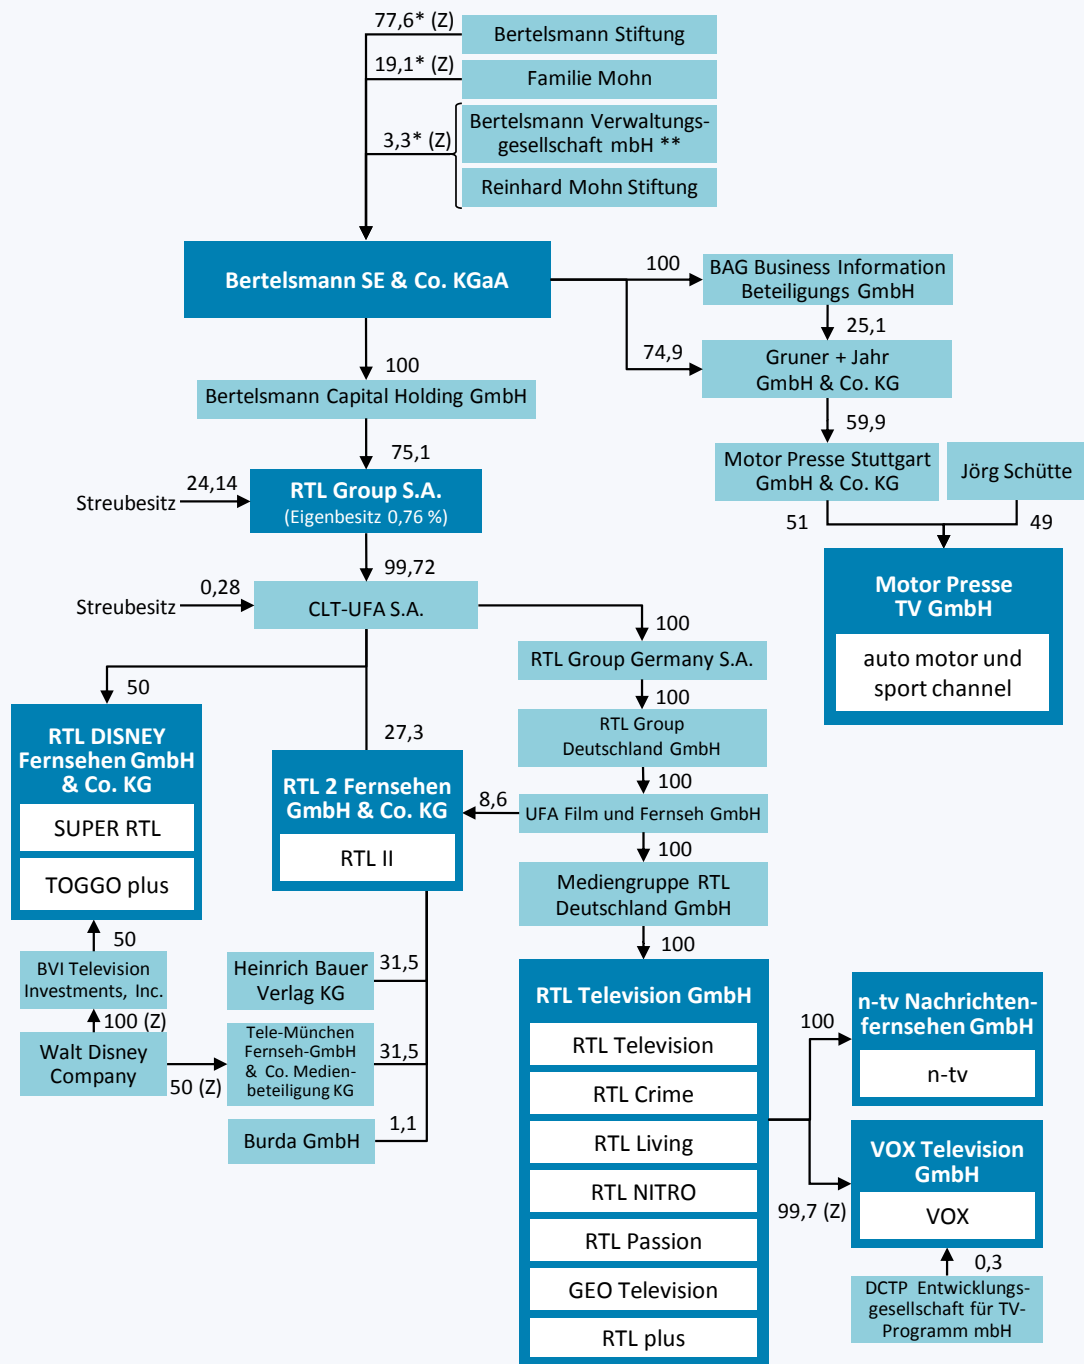 77,6* (Z)
Bertelsmann Stiftung
19,1* (Z)
Familie Mohn
3,3* (Z)
Bertelsmann Verwaltungs-
gesellschaft mbH **
Reinhard Mohn Stiftung
Bertelsmann SE & Co. KGaA
100
BAG Business Information
Beteiligungs GmbH
25,1
74,9
Gruner + Jahr
GmbH & Co. KG
100
Bertelsmann Capital Holding GmbH
59,9
75,1
Motor Presse Stuttgart
GmbH & Co. KG
Jörg Schütte
24,14
Streubesitz
RTL Group S.A.
(Eigenbesitz 0,76 %)
51
49
99,72
Motor Presse
TV GmbH
auto motor und
sport channel
0,28
Streubesitz
CLT-UFA S.A.
100
RTL Group Germany S.A.
50
100
RTL DISNEY
Fernsehen GmbH
& Co. KG
SUPER RTL
TOGGO plus
27,3
RTL Group
Deutschland GmbH
100
RTL 2 Fernsehen
GmbH & Co. KG
RTL II
8,6
UFA Film und Fernseh GmbH
100
Mediengruppe RTL
Deutschland GmbH
100
50
BVI Television
Investments, Inc.
100 (Z)
Walt Disney
Company
50 (Z)
Heinrich Bauer
Verlag KG
31,5
Tele-München
Fernseh-GmbH
& Co. Medien-
beteiligung KG
31,5
Burda GmbH
1,1
RTL Television GmbH
RTL Television
RTL Crime
RTL Living
RTL NITRO
RTL Passion
GEO Television
RTL plus
100
n-tv Nachrichten-
fernsehen GmbH
n-tv
99,7 (Z)
VOX Television
GmbH
VOX
0,3
DCTP Entwicklungs-
gesellschaft für TV-
Programm mbH